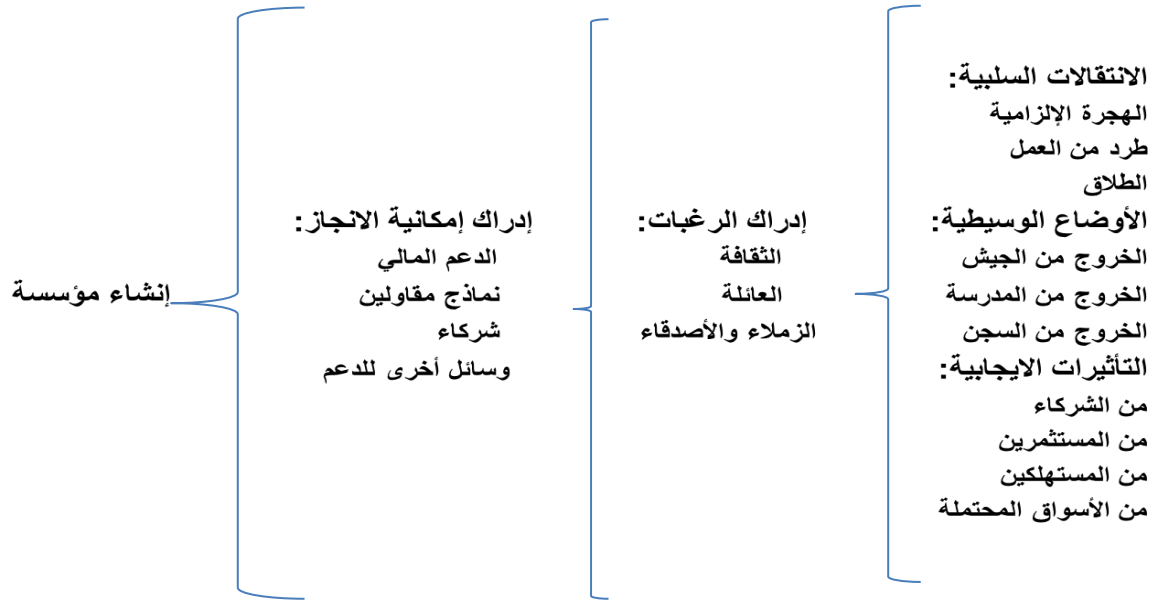 الانتقالات السلبية:
الهجرة الإلزامية
طرد من العمل
الطلاق
الأوضاع الوسيطية:
الخروج من الجيش
الخروج من المدرسة
الخروج من السجن
التأثيرات الايجابية:
من الشركاء
من المستثمرين
من المستهلكين
من الأسواق المحتملة
إدراك الرغبات:
الثقافة
العائلة
الزملاء والأصدقاء
إدراك إمكانية الانجاز:
الدعم المالي
نماذج مقاولين
شركاء
وسائل أخرى للدعم
إنشاء مؤسسة